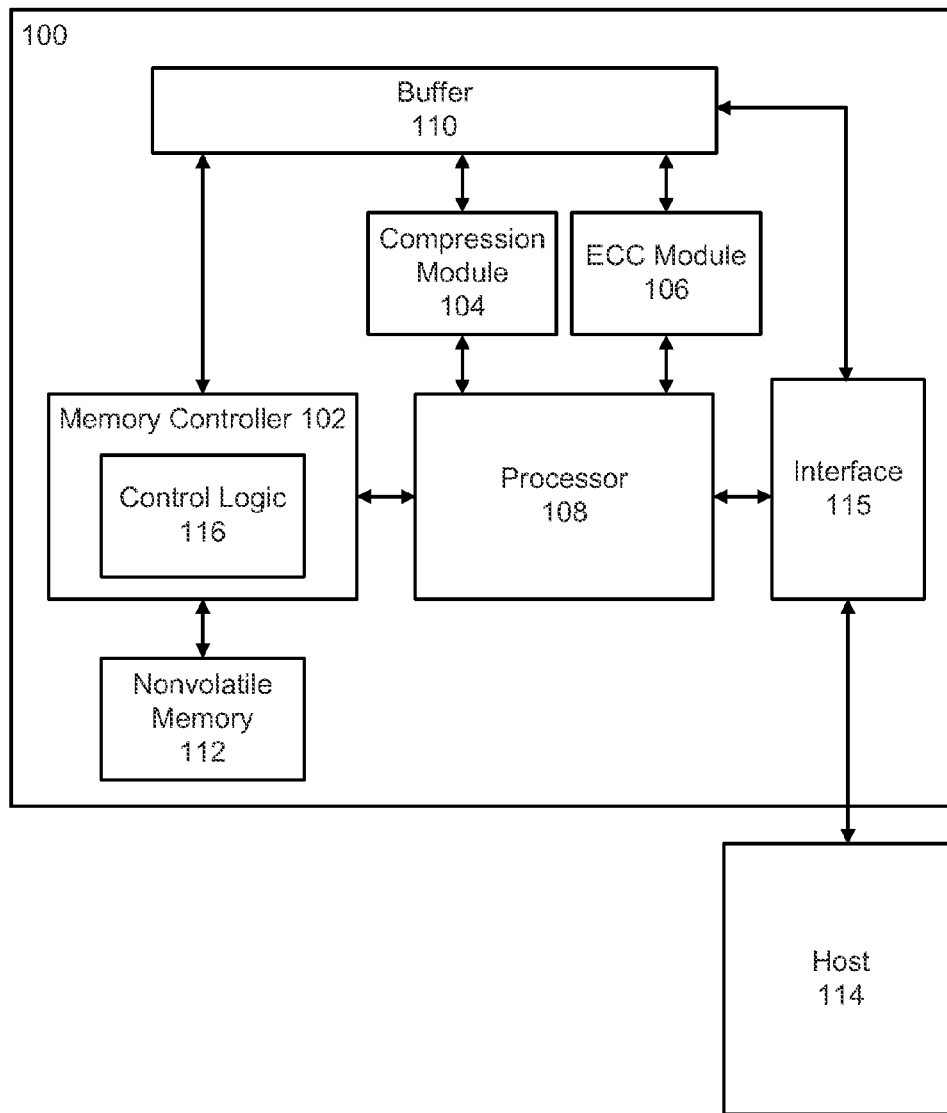 100
Buffer
110
Compression
Module
104
ECC Module
106
Memory Controller 102
Control Logic
116
Processor
108
Interface
115
Nonvolatile
Memory
112
Host
114